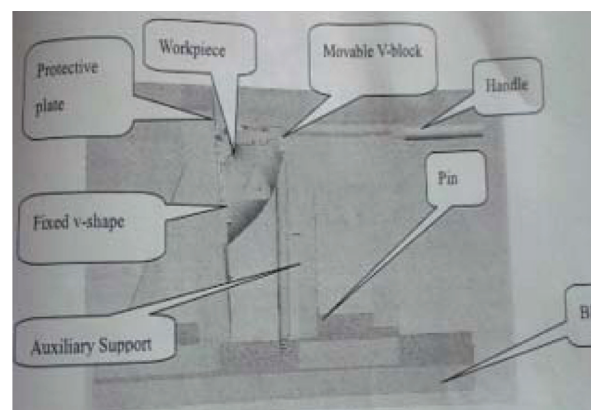 Workpiece
Movable V-block
Protective
plate
Handle
Pin
Fixed v-shape
Auxiliary Support